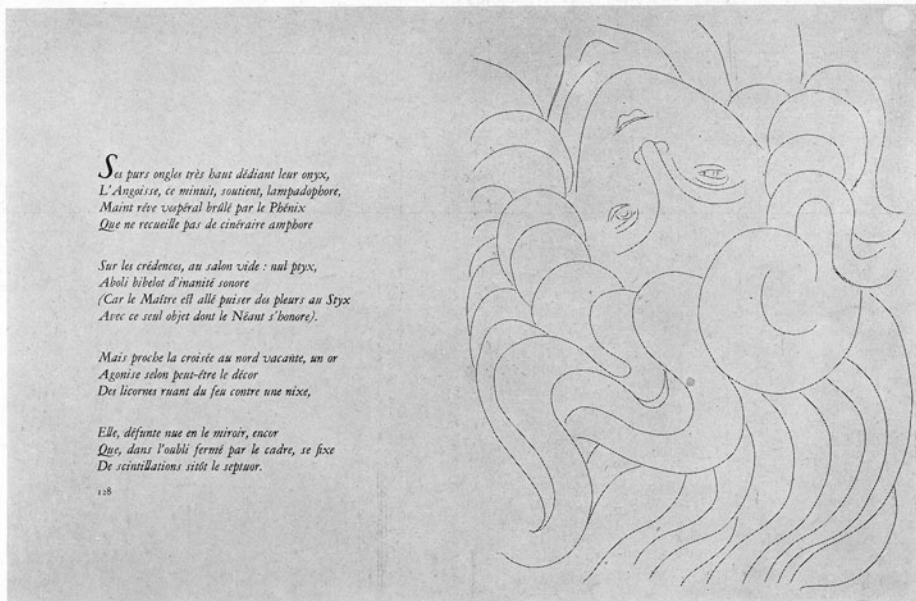 Ses purs ongles très haut dédiant leur onyx,
L'Angoisse, ce minuit, soutient, lampadophore,
Maint rêve vespéral brûlé par le Phénix
Que ne recueille pas de cinéraire amphore
Sur les crédences, au salon vide : nul ptyx,
Aboli bibelot d'inanité sonore
(Car le Maître est allé puiser des pleurs au Styx
Avec ce seul objet dont le Néant s'honore).
Mais proche la croisée au nord vacante, un or
Agonise selon peut-être le décor
Des licornes ruant du feu contre une nixe,
Elle, défunte nue en le miroir, encor
Que, dans l'oubli fermé par le cadre, se fixe
De scintillations sitôt le septuor.
128